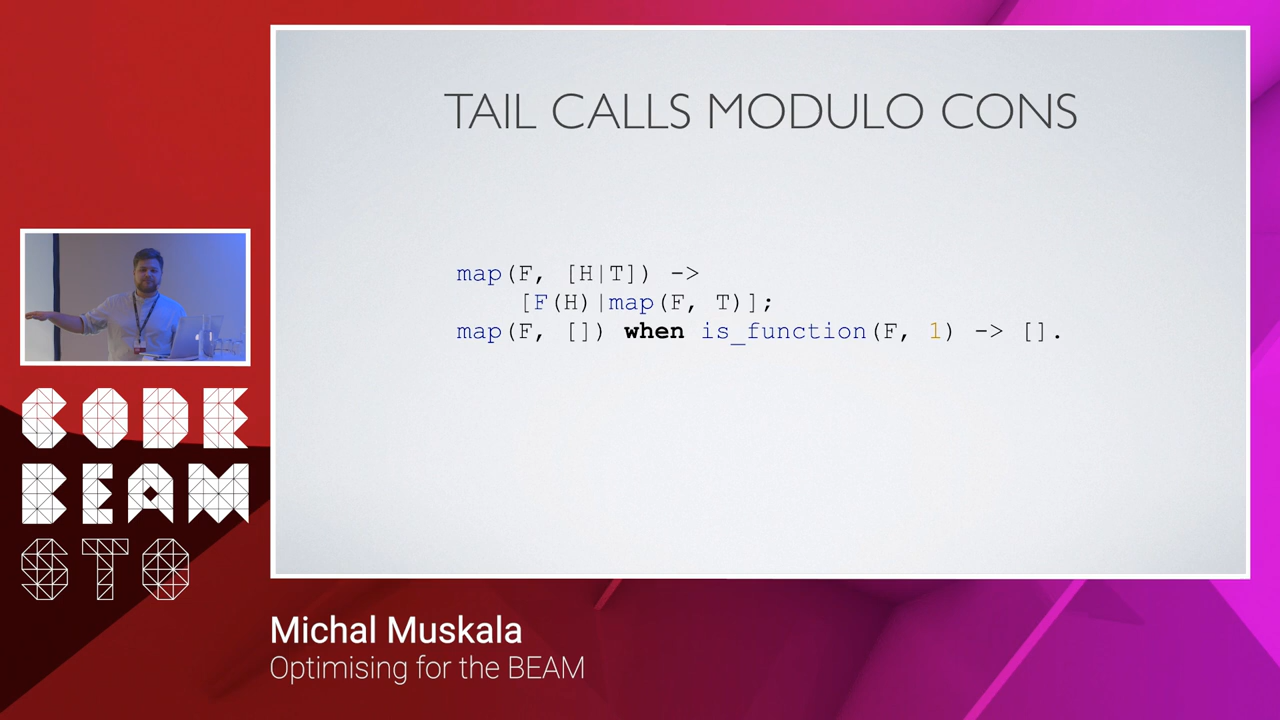 TAIL CALLS MODULO CONS
map(F, [H|T]) ->
    [F(H)|map(F, T)];
map(F, []) when is_function(F, 1) -> [].
CODE
BEAM
STO
Michal Muskala
Optimising for the BEAM